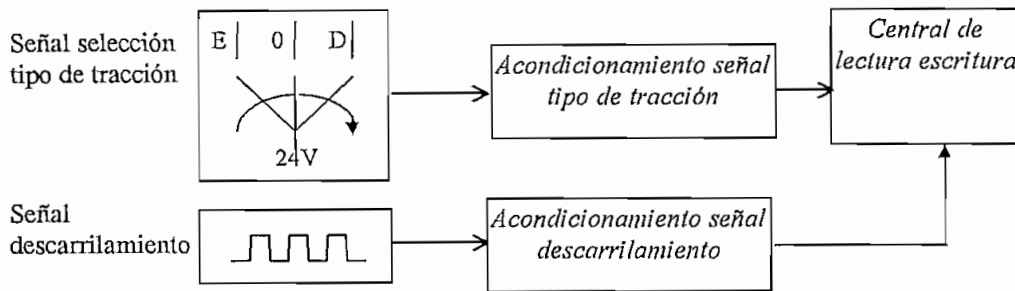 Señal selección
tipo de tracción
E 0 D
24V
Acondicionamiento señal
tipo de tracción
Central de
lectura escritura
Señal
descarrilamiento
Acondicionamiento señal
descarrilamiento